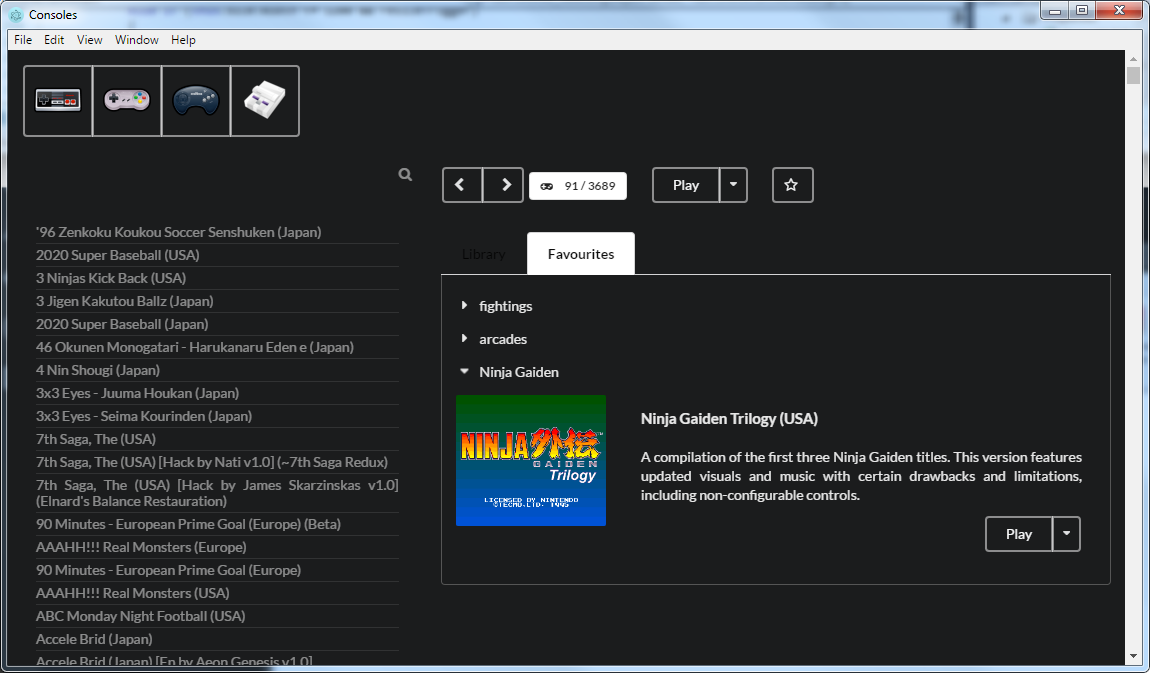 Consoles
File Edit View Window Help
91 / 3689
Play
Library
Favourites
'96 Zenkoku Koukou Soccer Senshuken (Japan)
2020 Super Baseball (USA)
3 Ninjas Kick Back (USA)
3 Jigen Kakutou Ballz (Japan)
2020 Super Baseball (Japan)
46 Okunen Monogatari - Harukanaru Eden e (Japan)
4 Nin Shougi (Japan)
3x3 Eyes - Juuma Houkan (Japan)
3x3 Eyes - Seima Kourinden (Japan)
7th Saga, The (USA)
7th Saga, The (USA) [Hack by Nati v1.0] (~7th Saga Redux)
7th Saga, The (USA) [Hack by James Skarzinskas v1.0]
(Elnard's Balance Restauration)
90 Minutes - European Prime Goal (Europe) (Beta)
AAAHH!!! Real Monsters (Europe)
90 Minutes - European Prime Goal (Europe)
AAAHH!!! Real Monsters (USA)
ABC Monday Night Football (USA)
Accele Brid (Japan)
Accele Brid (Japan) [En by Aeon Genesis v1.0]
fightings
arcades
Ninja Gaiden
NINJA外伝
GAIDEN
Trilogy
LICENSED BY NINTENDO
©TECMO,LTD. 1995
Ninja Gaiden Trilogy (USA)
A compilation of the first three Ninja Gaiden titles. This version features
updated visuals and music with certain drawbacks and limitations,
including non-configurable controls.
Play